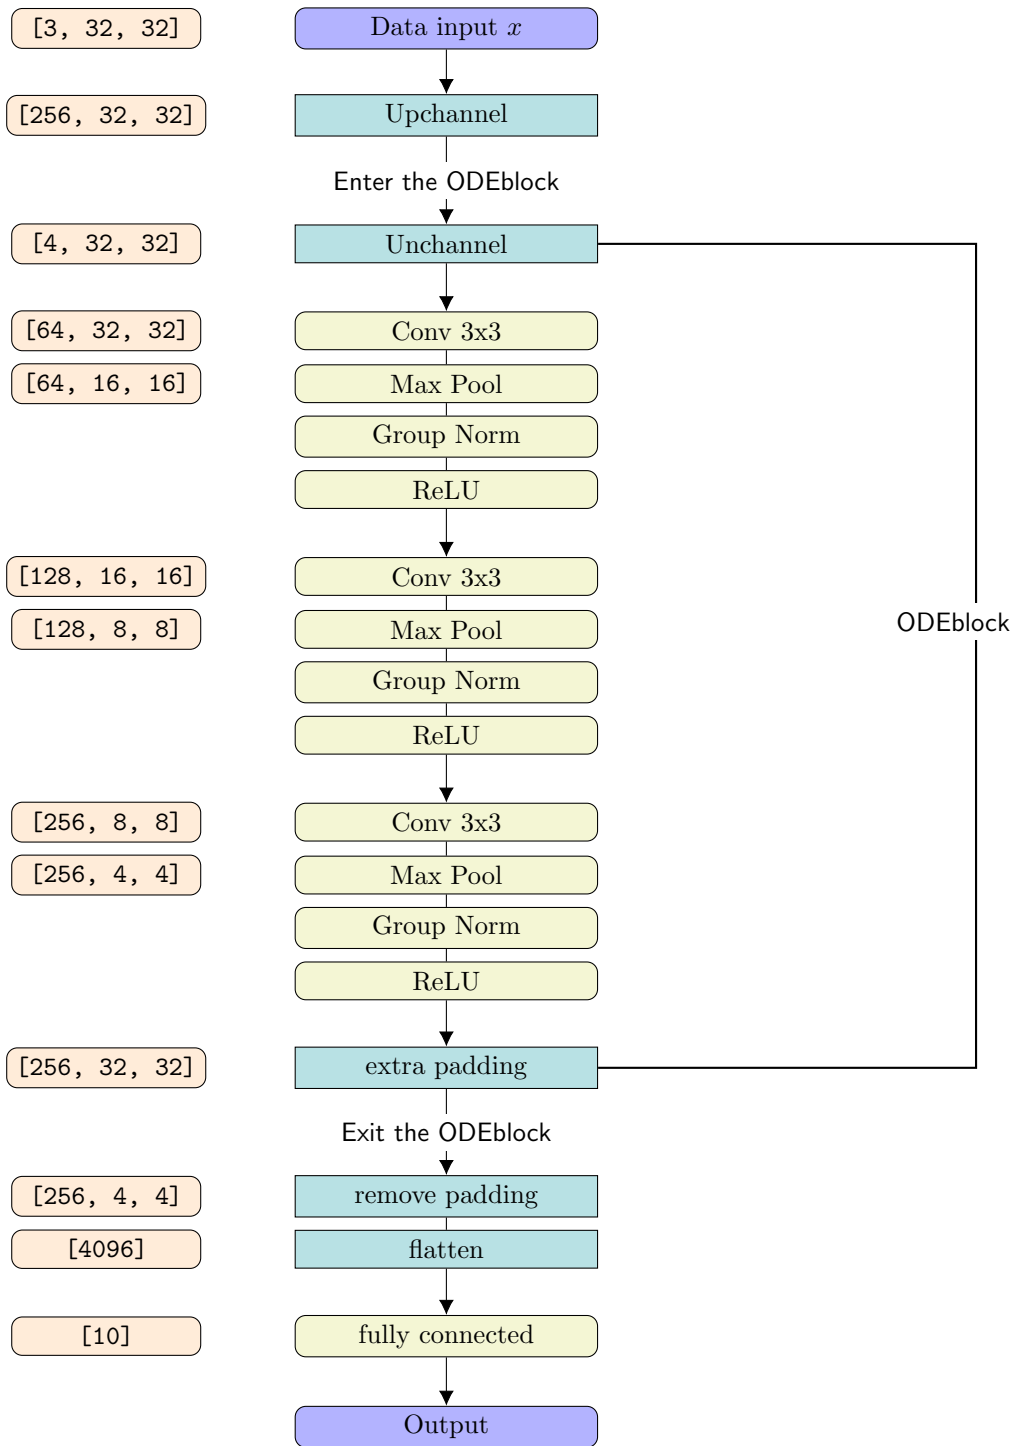 [3, 32, 32]
Data input x
[256, 32, 32]
Upchannel
Enter the ODEblock
[4, 32, 32]
Unchannel
[64, 32, 32]
Conv 3x3
[64, 16, 16]
Max Pool
Group Norm
ReLU
[128, 16, 16]
Conv 3x3
ODEblock
[128, 8, 8]
Max Pool
Group Norm
ReLU
[256, 8, 8]
Conv 3x3
[256, 4, 4]
Max Pool
Group Norm
ReLU
[256, 32, 32]
extra padding
Exit the ODEblock
[256, 4, 4]
remove padding
[4096]
flatten
[10]
fully connected
Output